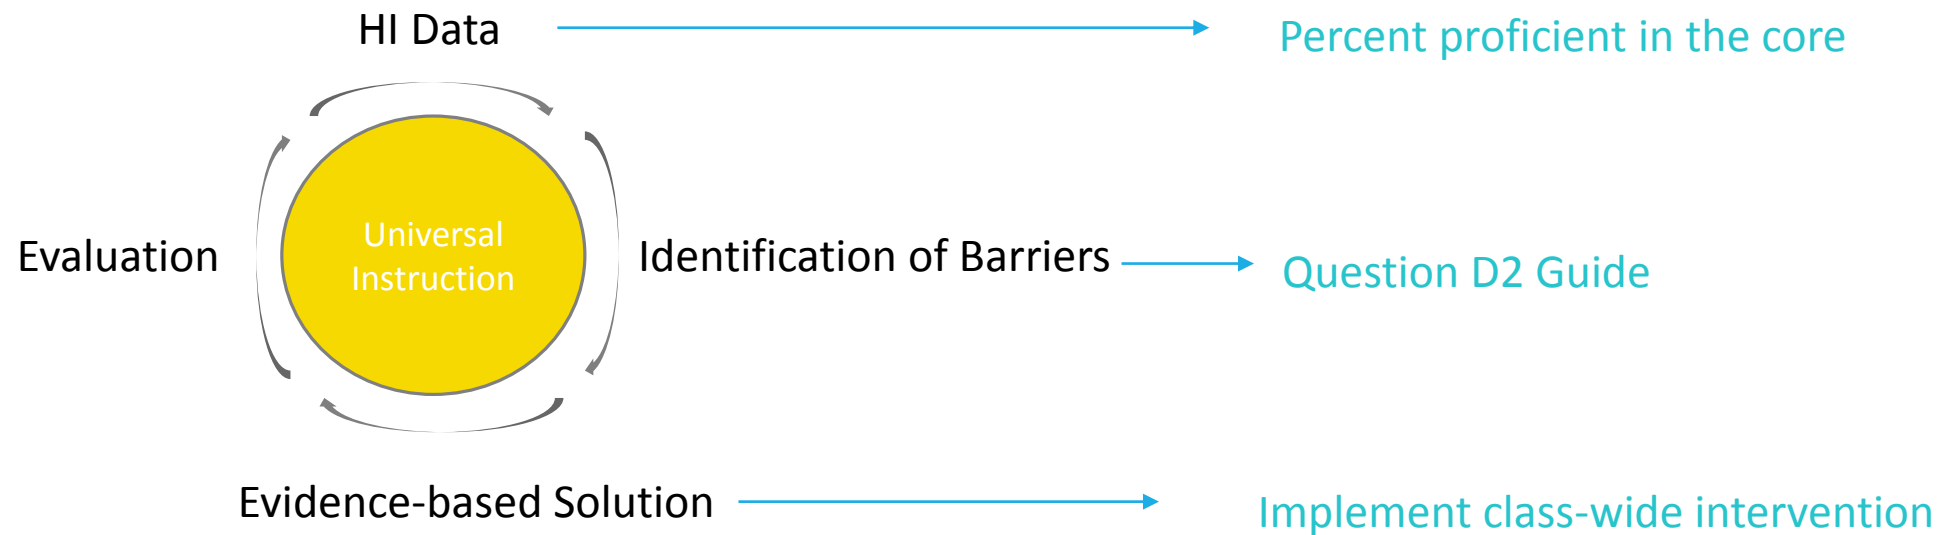 HI Data
Percent proficient in the core
Universal
Instruction
Evaluation
Identification of Barriers
Question D2 Guide
Evidence-based Solution
Implement class-wide intervention